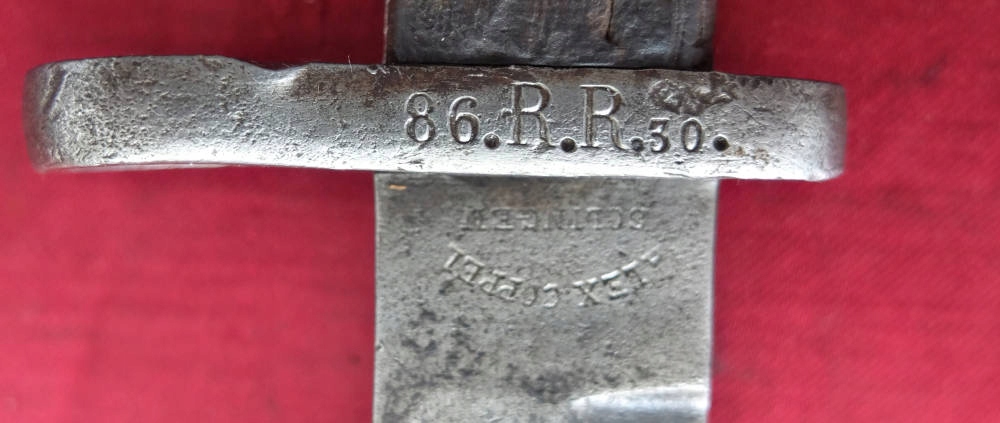 86.R.R.30.
ALEX COPPEL
SOLINGEN